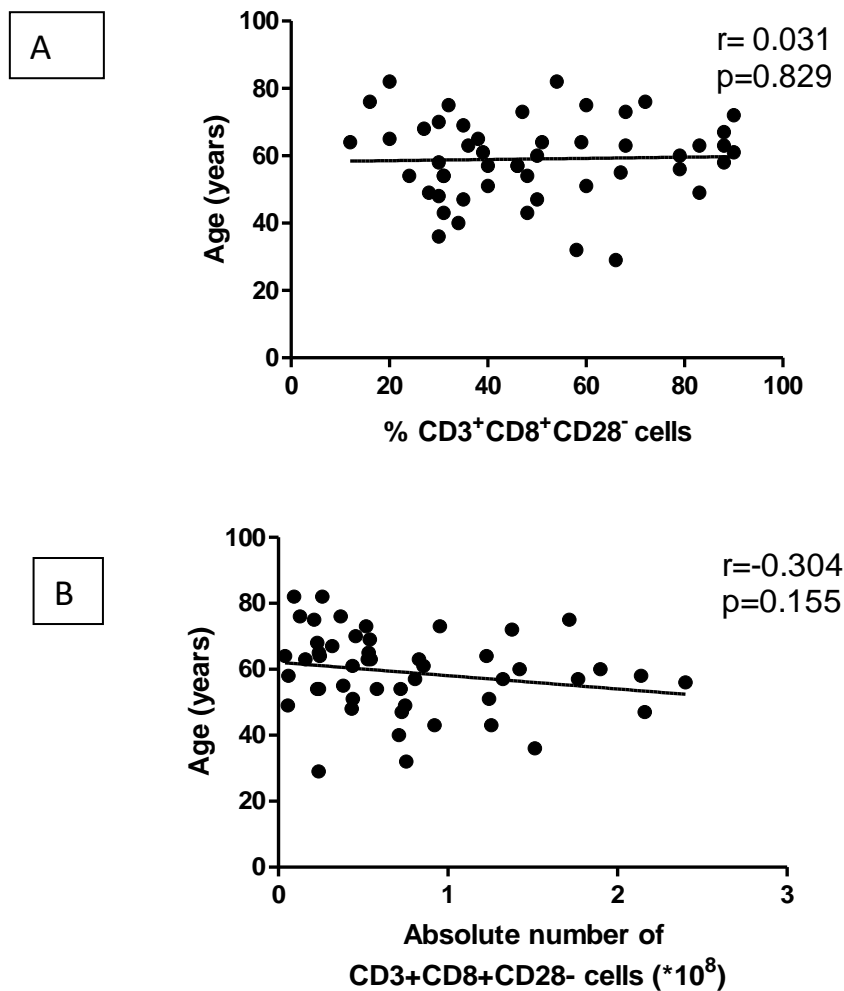 A
r= 0.031
p=0.829
100
80
60
40
20
0
Age (years)
0 20 40 60 80 100
% CD3⁺CD8⁺CD28⁻ cells
B
r=-0.304
p=0.155
100
80
60
40
20
0
Age (years)
0 1 2 3
Absolute number of
CD3+CD8+CD28- cells (*10⁸)